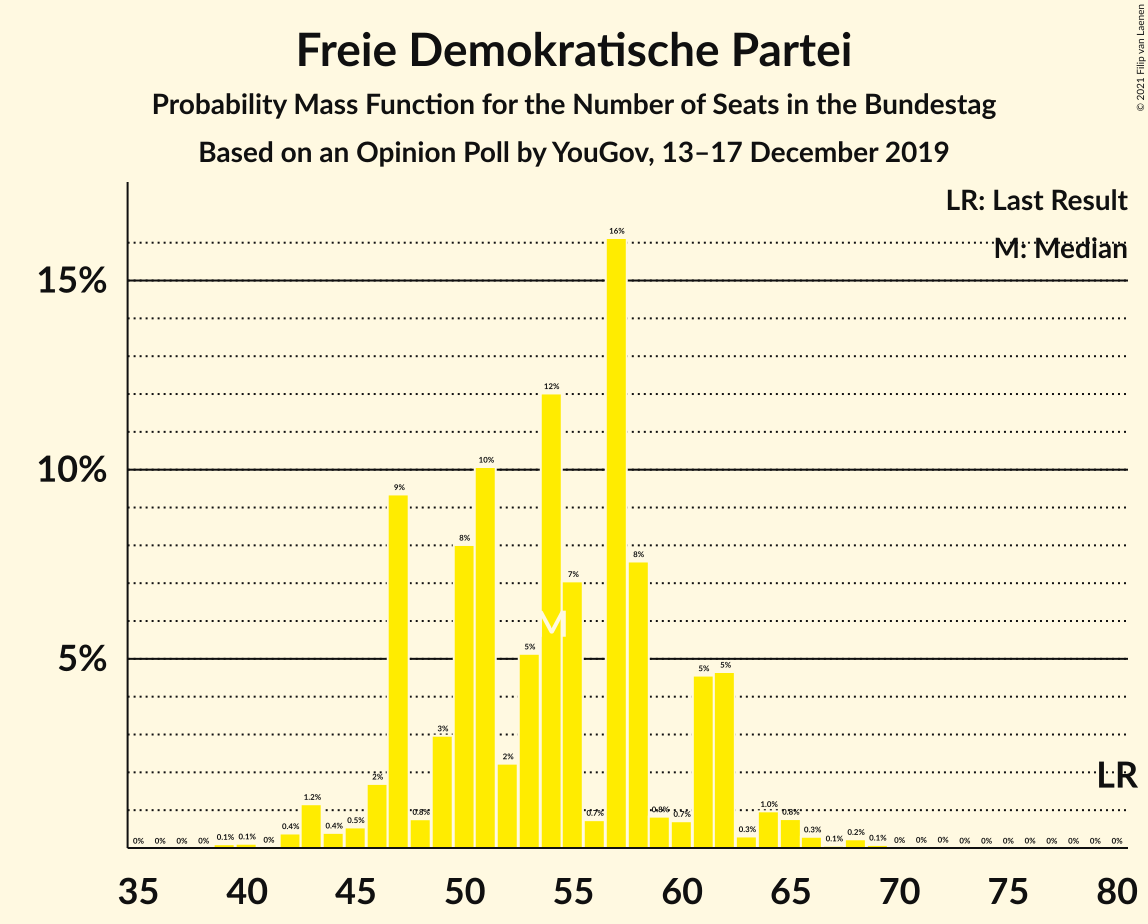 Freie Demokratische Partei
Probability Mass Function for the Number of Seats in the Bundestag
Based on an Opinion Poll by YouGov, 13–17 December 2019
© 2021 Filip van Laenen
LR: Last Result
M: Median
15%
10%
5%
0% 0% 0% 0% 0.1% 0.1% 0% 0.4% 1.2% 0.4% 0.5% 2% 9% 0.8% 3% 8% 10% 2% 5% 12% 7% 0.7% 16% 8% 0.8% 0.7% 5% 5% 0.3% 1.0% 0.8% 0.3% 0.1% 0.2% 0.1% 0% 0% 0% 0% 0% 0% 0% 0% 0% 0% 0%
M
LR
35 40 45 50 55 60 65 70 75 80